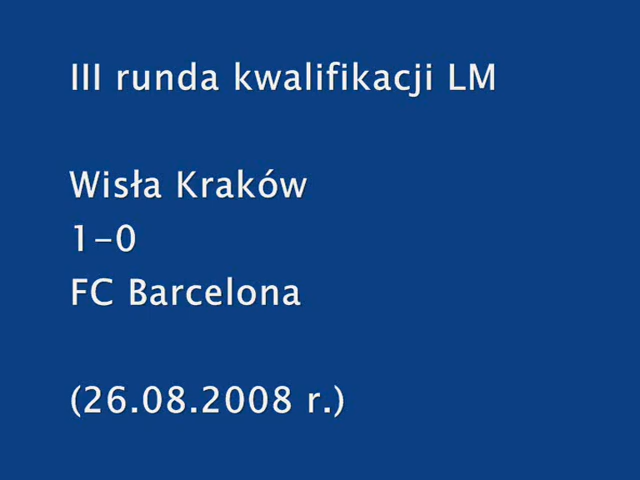 III runda kwalifikacji LM
Wisła Kraków
1-0
FC Barcelona
(26.08.2008 r.)